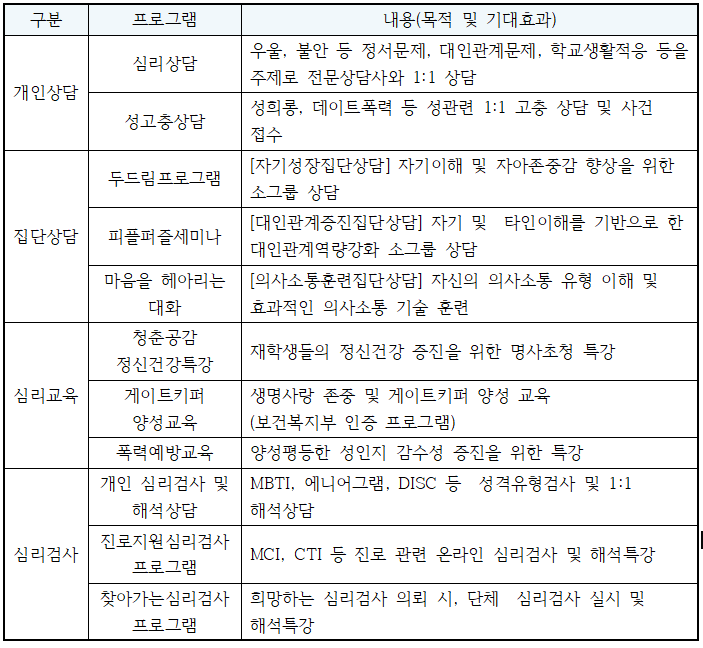 구분 프로그램 내용(목적 및 기대효과)
개인상담
심리상담
우울, 불안 등 정서문제, 대인관계문제, 학교생활적응 등을
주제로 전문상담사와 1:1 상담
성고충상담
성희롱, 데이트폭력 등 성관련 1:1 고충 상담 및 사건
접수
집단상담
두드림프로그램
[자기성장집단상담] 자기이해 및 자아존중감 향상을 위한
소그룹 상담
피플퍼즐세미나
[대인관계증진집단상담] 자기 및 타인이해를 기반으로 한
대인관계역량강화 소그룹 상담
마음을 헤아리는
대화
[의사소통훈련집단상담] 자신의 의사소통 유형 이해 및
효과적인 의사소통 기술 훈련
심리교육
청춘공감
정신건강특강
재학생들의 정신건강 증진을 위한 명사초청 특강
게이트키퍼
양성교육
생명사랑 존중 및 게이트키퍼 양성 교육
(보건복지부 인증 프로그램)
폭력예방교육
양성평등한 성인지 감수성 증진을 위한 특강
심리검사
개인 심리검사 및
해석상담
MBTI, 에니어그램, DISC 등 성격유형검사 및 1:1
해석상담
진로지원심리검사
프로그램
MCI, CTI 등 진로 관련 온라인 심리검사 및 해석특강
찾아가는심리검사
프로그램
희망하는 심리검사 의뢰 시, 단체 심리검사 실시 및
해석특강